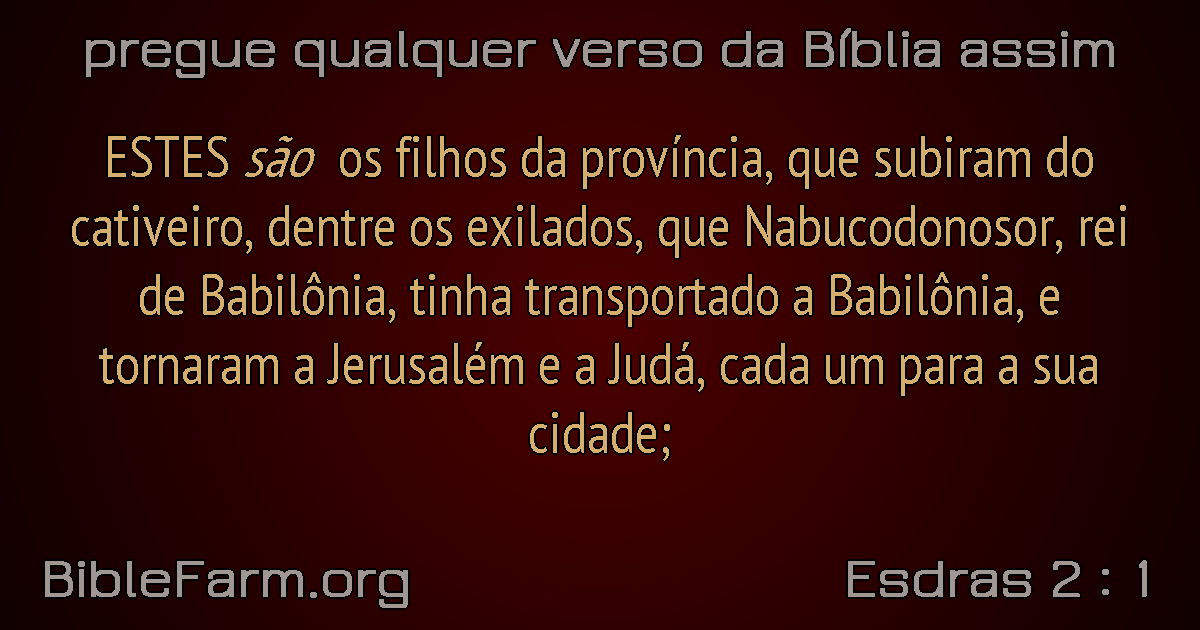 pregue qualquer verso da Bíblia assim
ESTES são os filhos da província, que subiram do
cativeiro, dentre os exilados, que Nabucodonosor, rei
de Babilônia, tinha transportado a Babilônia, e
tornaram a Jerusalém e a Judá, cada um para a sua
cidade;
BibleFarm.org
Esdras 2 : 1